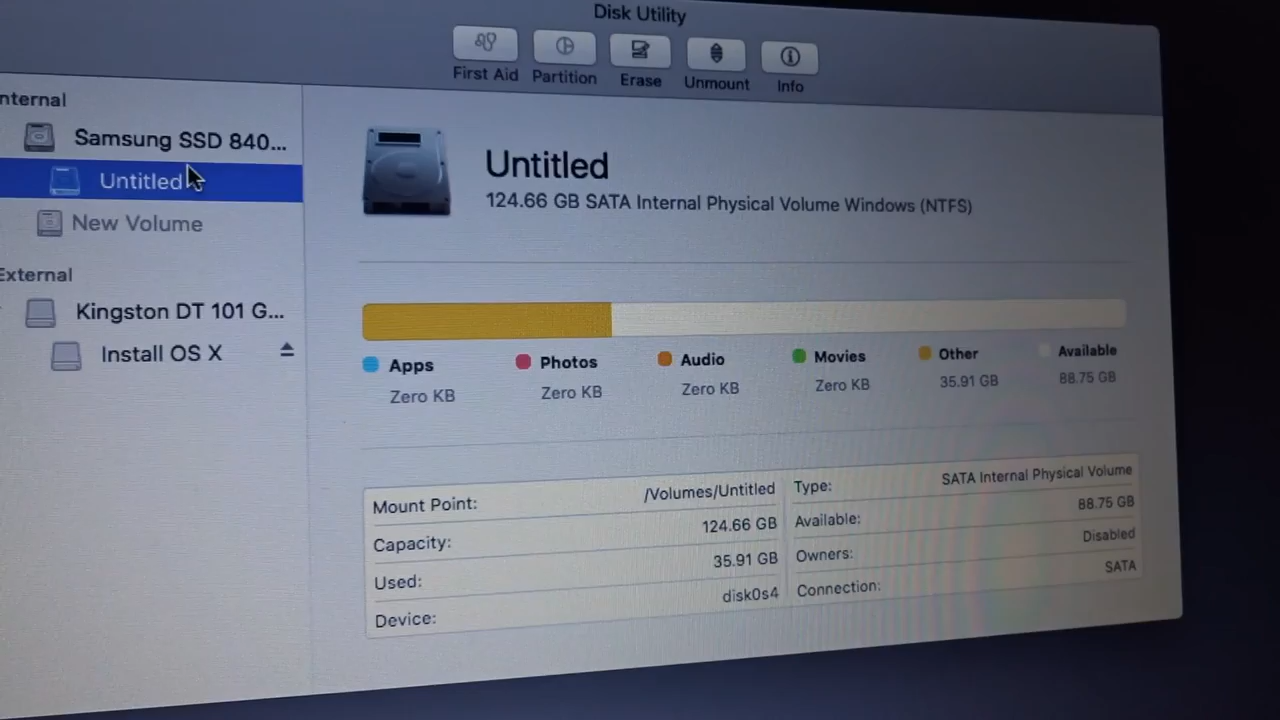 Disk Utility
First Aid
Partition
Erase
Unmount
Info
nternal
Samsung SSD 840...
Untitled
New Volume
External
Kingston DT 101 G...
Install OS X
Untitled
124.66 GB SATA Internal Physical Volume Windows (NTFS)
Apps
Zero KB
Photos
Zero KB
Audio
Zero KB
Movies
Zero KB
Other
35.91 GB
Available
88.75 GB
Mount Point: /Volumes/Untitled
Capacity: 124.66 GB
Used: 35.91 GB
Device: disk0s4
Type: SATA Internal Physical Volume
Available: 88.75 GB
Owners: Disabled
Connection: SATA